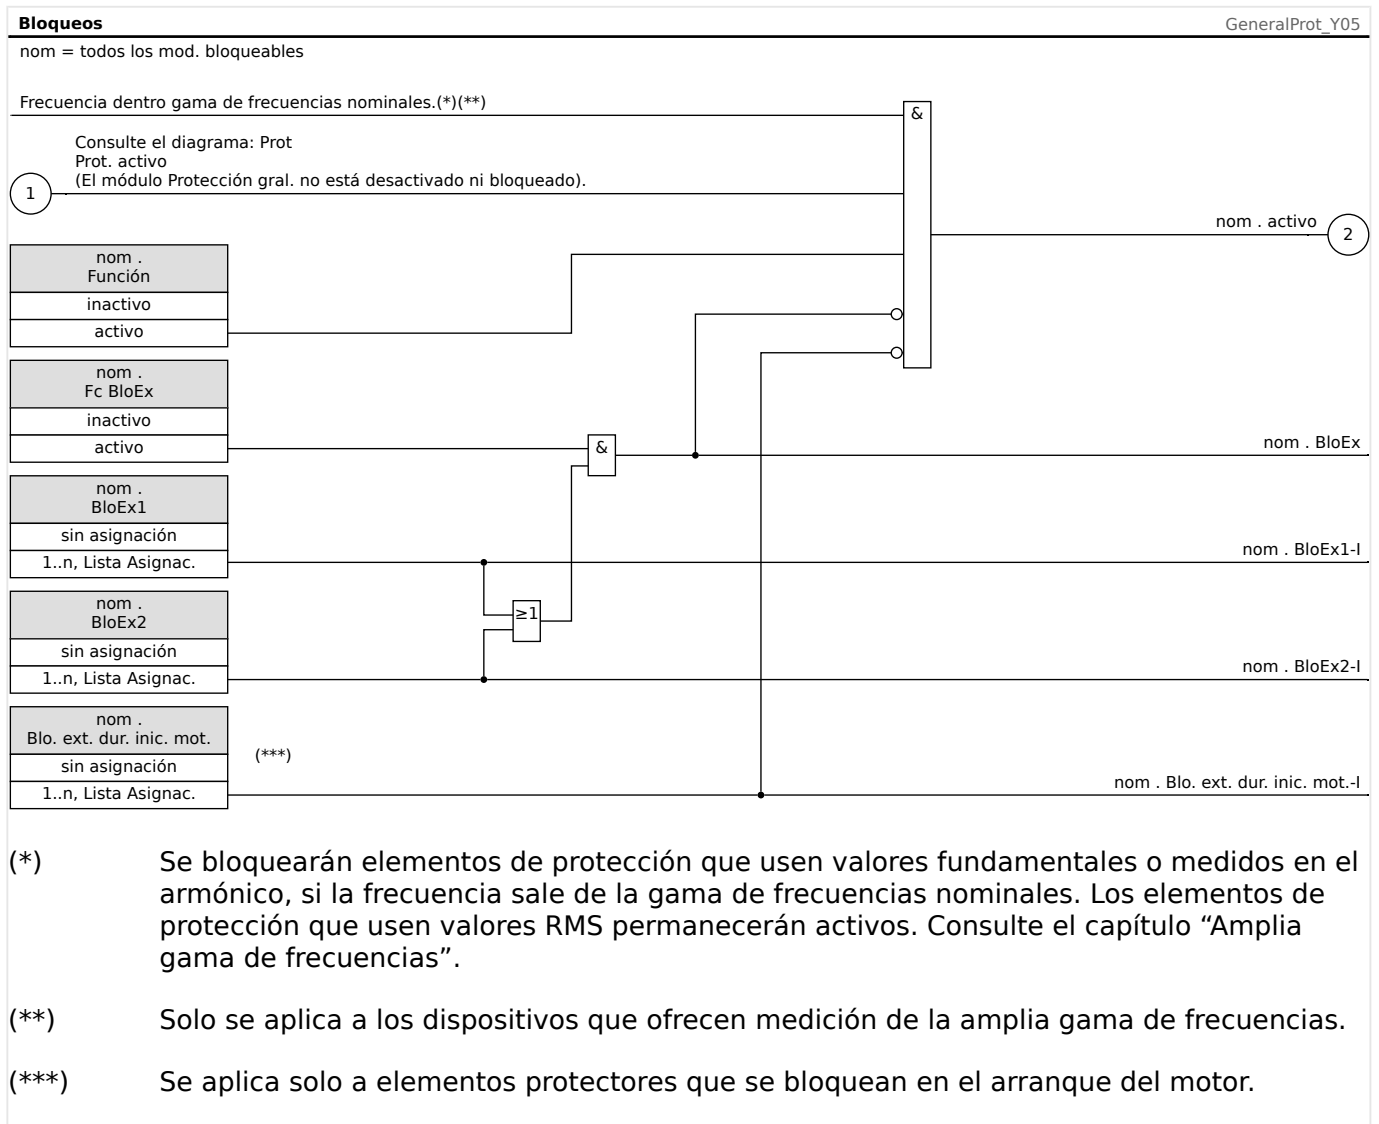 Bloqueos
GeneralProt_Y05
nom = todos los mod. bloqueables
Frecuencia dentro gama de frecuencias nominales.(*)(**)
&
Consulte el diagrama: Prot
Prot. activo
(El módulo Protección gral. no está desactivado ni bloqueado).
1
nom . activo
2
nom .
Función
inactivo
activo
nom .
Fc BloEx
inactivo
activo
&
nom . BloEx
nom .
BloEx1
sin asignación
1..n, Lista Asignac.
nom . BloEx1-I
nom .
BloEx2
≥1
sin asignación
1..n, Lista Asignac.
nom . BloEx2-I
nom .
Blo. ext. dur. inic. mot.
(***)
sin asignación
1..n, Lista Asignac.
nom . Blo. ext. dur. inic. mot.-I
(*) Se bloquearán elementos de protección que usen valores fundamentales o medidos en el
armónico, si la frecuencia sale de la gama de frecuencias nominales. Los elementos de
protección que usen valores RMS permanecerán activos. Consulte el capítulo “Amplia
gama de frecuencias”.
(**) Solo se aplica a los dispositivos que ofrecen medición de la amplia gama de frecuencias.
(***) Se aplica solo a elementos protectores que se bloquean en el arranque del motor.